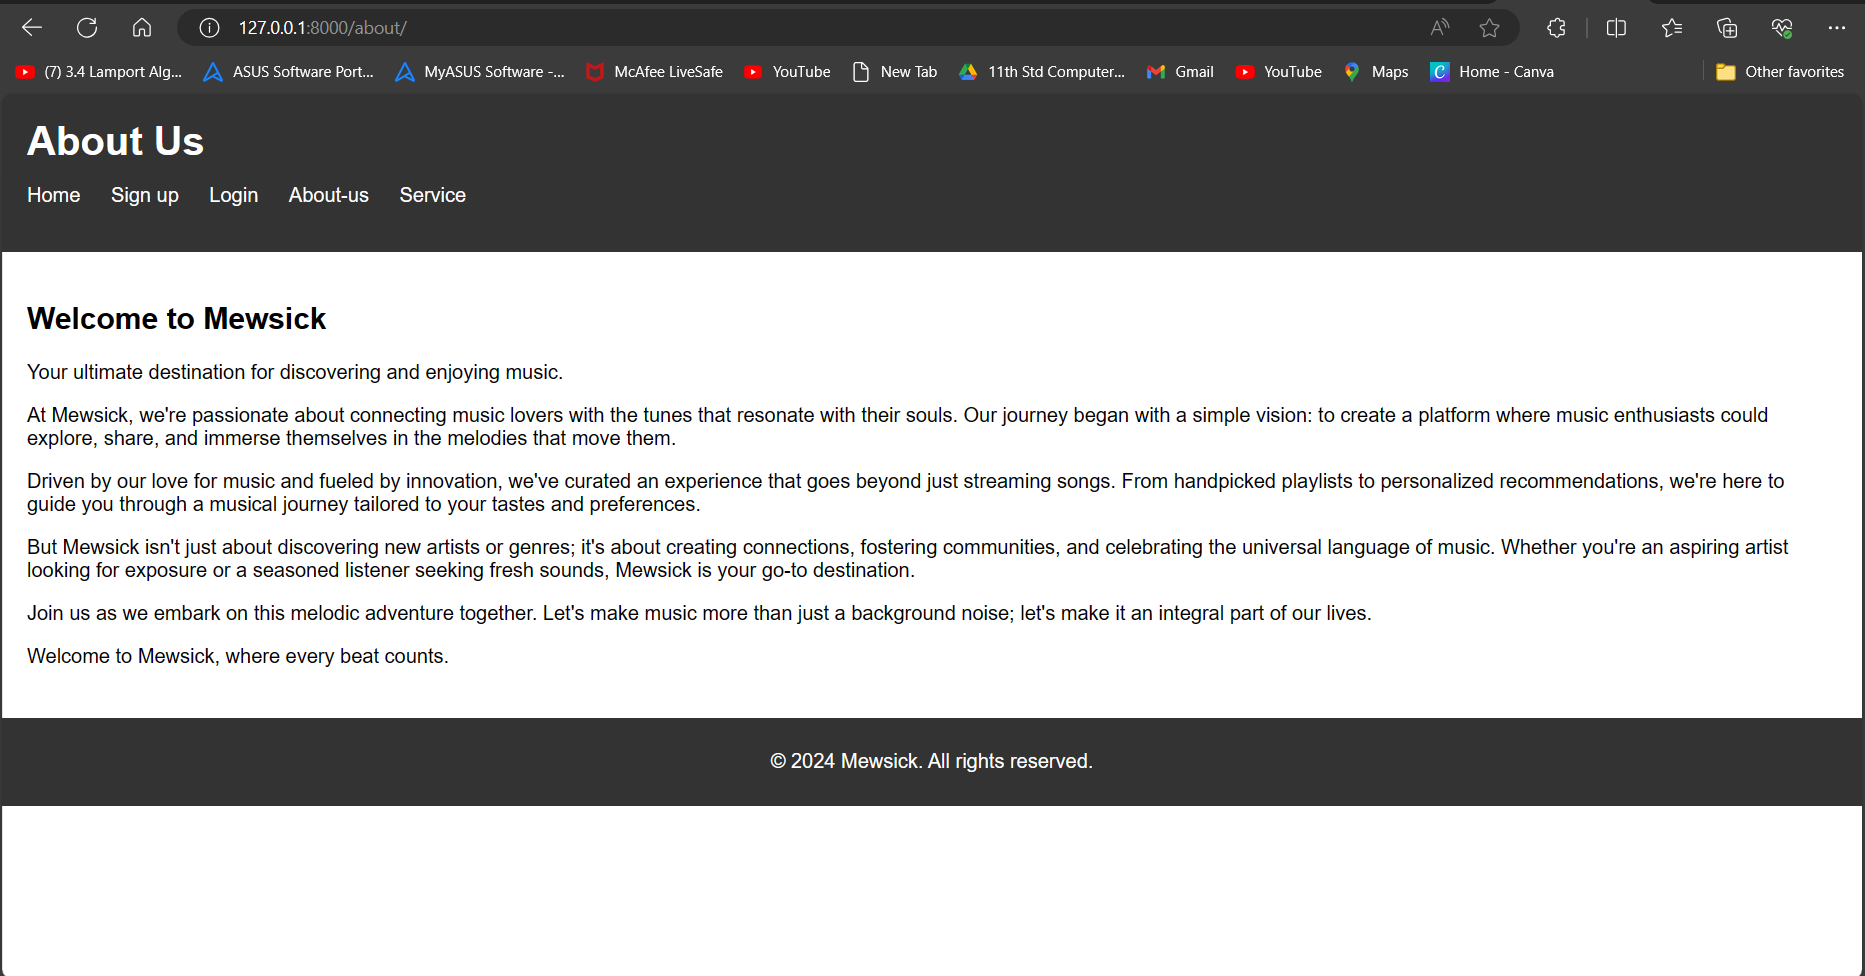 127.0.0.1:8000/about/
(7) 3.4 Lamport Alg... ASUS Software Port... MyASUS Software -... McAfee LiveSafe YouTube New Tab 11th Std Computer... Gmail YouTube Maps Home - Canva Other favorites
About Us
Home Sign up Login About-us Service
Welcome to Mewsick
Your ultimate destination for discovering and enjoying music.
At Mewsick, we're passionate about connecting music lovers with the tunes that resonate with their souls. Our journey began with a simple vision: to create a platform where music enthusiasts could
explore, share, and immerse themselves in the melodies that move them.
Driven by our love for music and fueled by innovation, we've curated an experience that goes beyond just streaming songs. From handpicked playlists to personalized recommendations, we're here to
guide you through a musical journey tailored to your tastes and preferences.
But Mewsick isn't just about discovering new artists or genres; it's about creating connections, fostering communities, and celebrating the universal language of music. Whether you're an aspiring artist
looking for exposure or a seasoned listener seeking fresh sounds, Mewsick is your go-to destination.
Join us as we embark on this melodic adventure together. Let's make music more than just a background noise; let's make it an integral part of our lives.
Welcome to Mewsick, where every beat counts.
© 2024 Mewsick. All rights reserved.